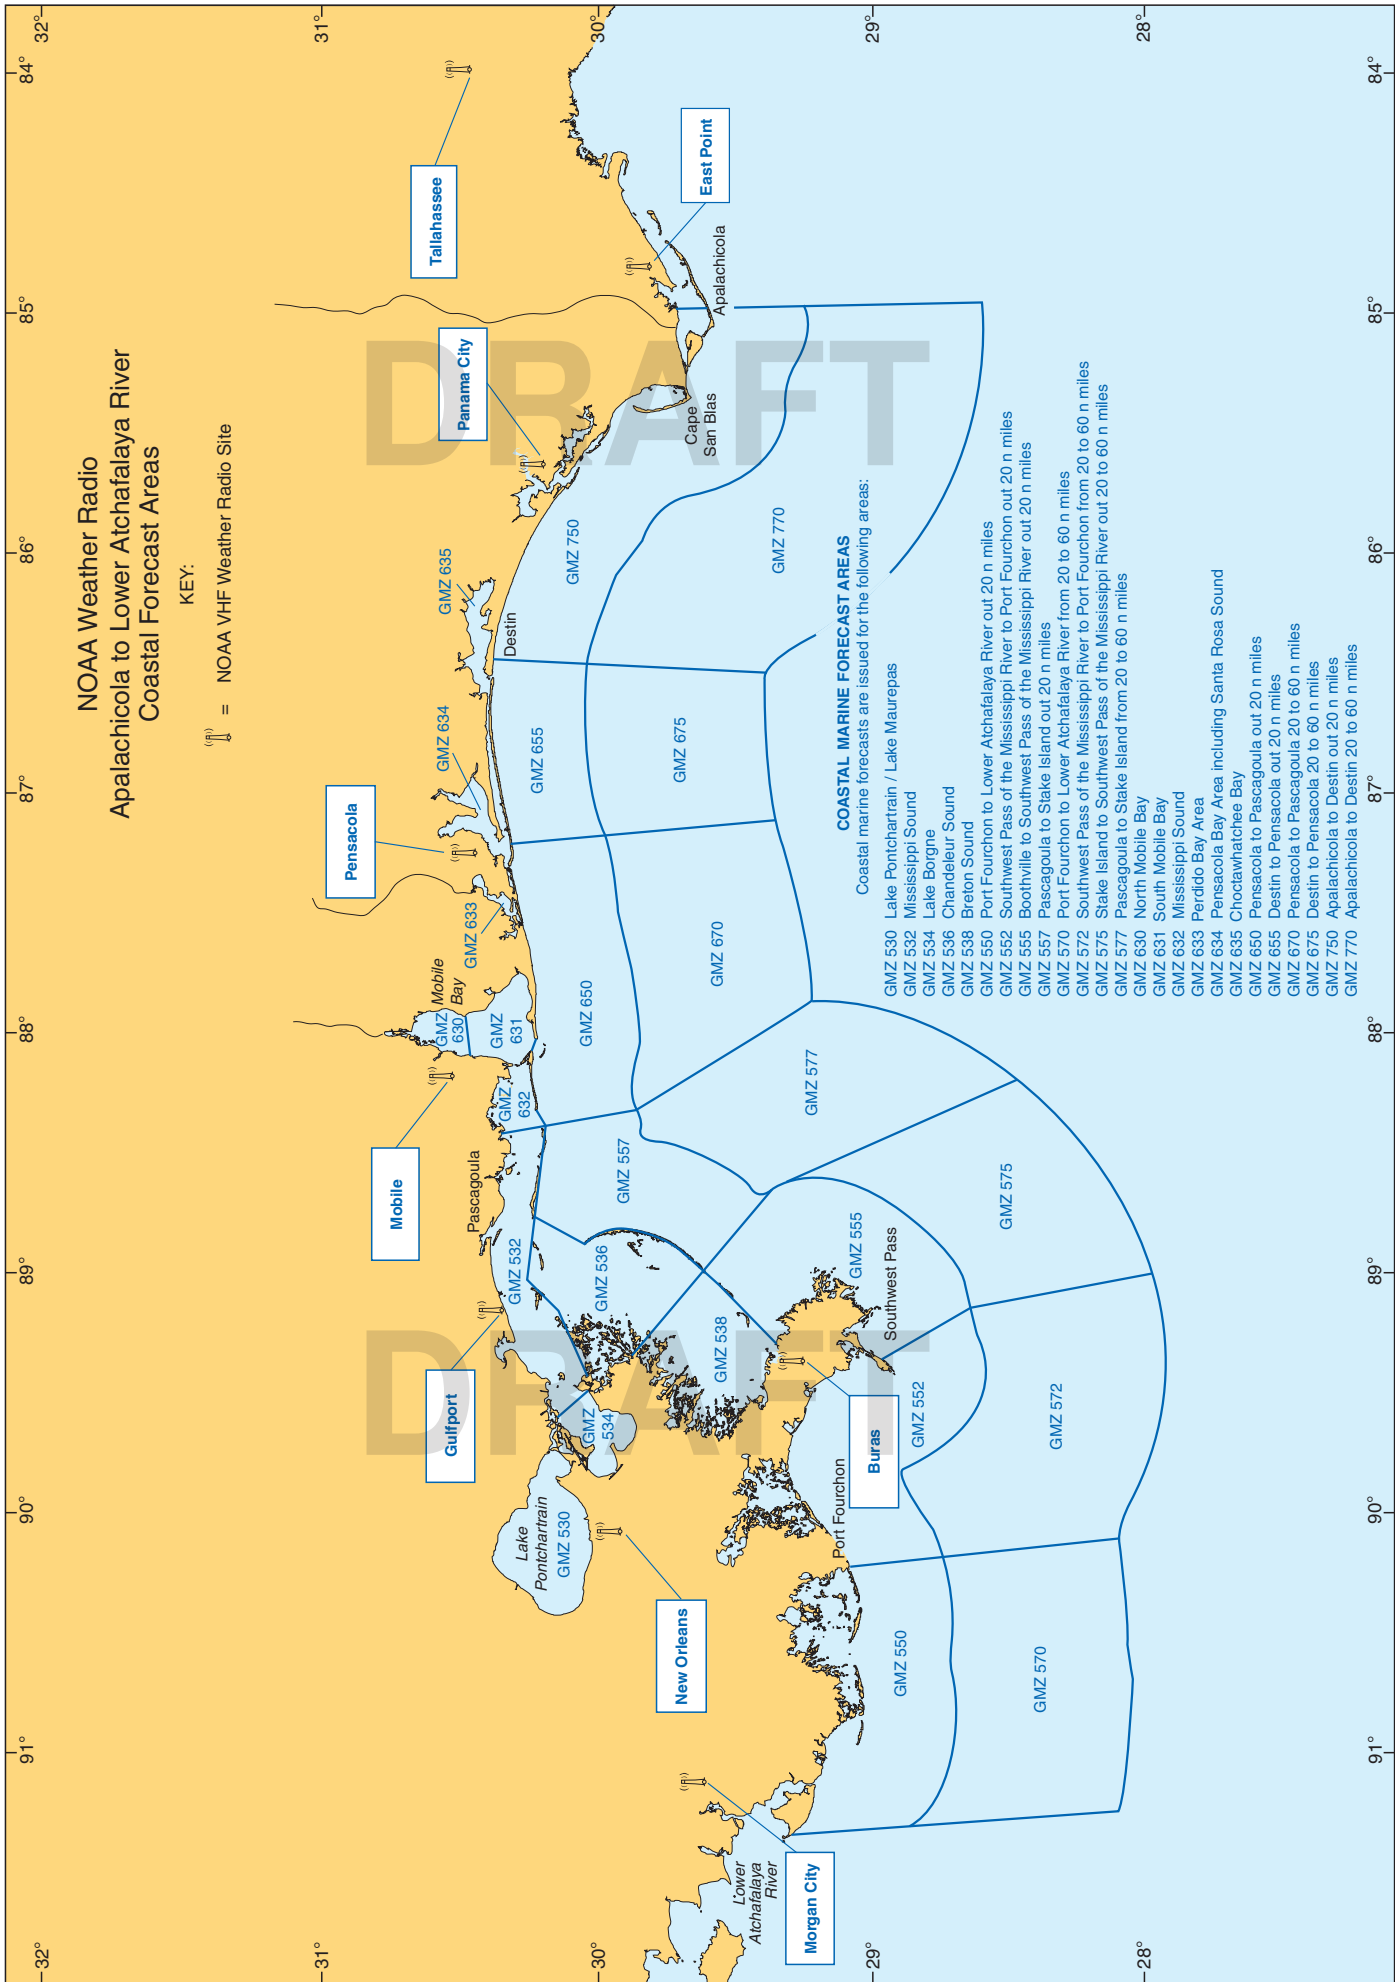 NOAA Weather Radio
Apalachicola to Lower Atchafalaya River
Coastal Forecast Areas
KEY:
= NOAA VHF Weather Radio Site
91°
90°
89°
88°
87°
86°
85°
84°
32°
32°
31°
31°
30°
30°
29°
29°
28°
28°
91°
90°
89°
88°
87°
86°
85°
84°
Tallahassee
Panama City
Pensacola
Mobile
Gulfport
New Orleans
Morgan City
Buras
East Point
GMZ 635
GMZ 634
GMZ 633
Mobile
Bay
GMZ
630
GMZ
631
GMZ
632
Pascagoula
GMZ 532
Destin
Lake
Pontchartrain
GMZ 530
GMZ
534
GMZ 536
GMZ 538
GMZ 557
GMZ 650
GMZ 655
GMZ 750
Cape
San Blas
Apalachicola
GMZ 670
GMZ 675
GMZ 770
GMZ 577
GMZ 555
Southwest Pass
Port Fourchon
Lower
Atchafalaya
River
GMZ 550
GMZ 552
GMZ 575
GMZ 570
GMZ 572
DRAFT
DRAFT
COASTAL MARINE FORECAST AREAS
Coastal marine forecasts are issued for the following areas:
GMZ 530 Lake Pontchartrain / Lake Maurepas
GMZ 532 Mississippi Sound
GMZ 534 Lake Borgne
GMZ 536 Chandeleur Sound
GMZ 538 Breton Sound
GMZ 550 Port Fourchon to Lower Atchafalaya River out 20 n miles
GMZ 552 Southwest Pass of the Mississippi River to Port Fourchon out 20 n miles
GMZ 555 Boothville to Southwest Pass of the Mississippi River out 20 n miles
GMZ 557 Pascagoula to Stake Island out 20 n miles
GMZ 570 Port Fourchon to Lower Atchafalaya River from 20 to 60 n miles
GMZ 572 Southwest Pass of the Mississippi River to Port Fourchon from 20 to 60 n miles
GMZ 575 Stake Island to Southwest Pass of the Mississippi River out 20 to 60 n miles
GMZ 577 Pascagoula to Stake Island from 20 to 60 n miles
GMZ 630 North Mobile Bay
GMZ 631 South Mobile Bay
GMZ 632 Mississippi Sound
GMZ 633 Perdido Bay Area
GMZ 634 Pensacola Bay Area including Santa Rosa Sound
GMZ 635 Choctawhatchee Bay
GMZ 650 Pensacola to Pascagoula out 20 n miles
GMZ 655 Destin to Pensacola out 20 n miles
GMZ 670 Pensacola to Pascagoula 20 to 60 n miles
GMZ 675 Destin to Pensacola 20 to 60 n miles
GMZ 750 Apalachicola to Destin out 20 n miles
GMZ 770 Apalachicola to Destin 20 to 60 n miles